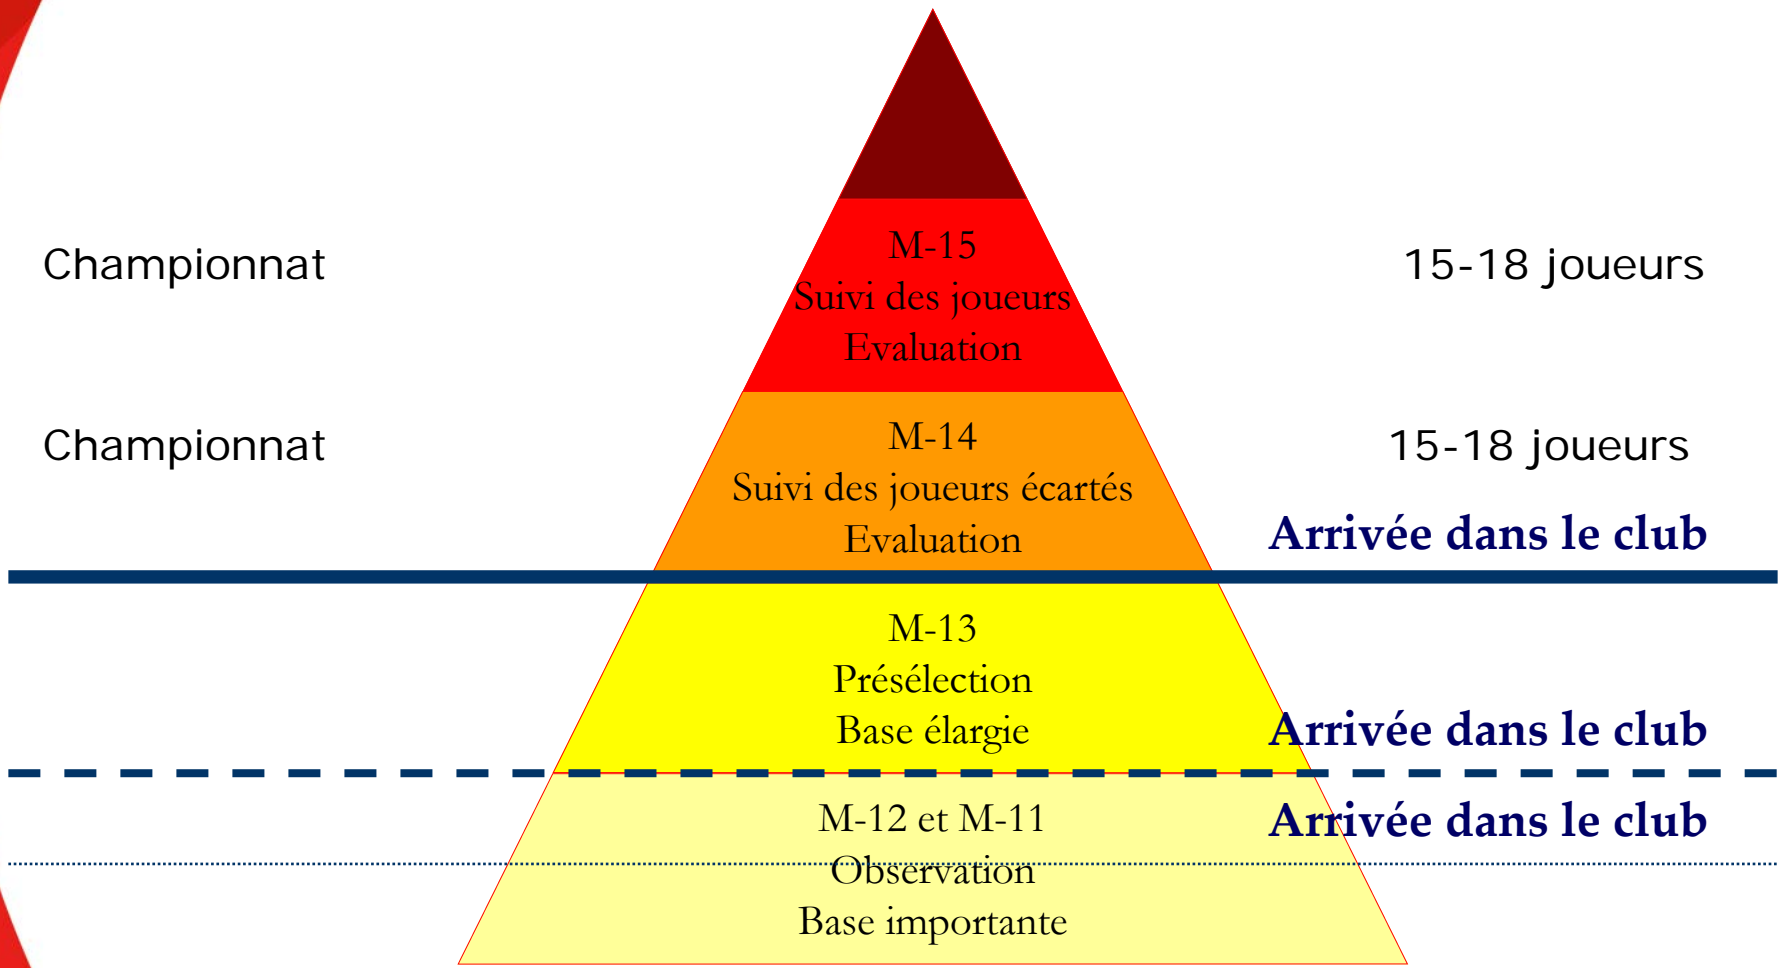 M-15
Championnat
15-18 joueurs
Suivi des joueurs
Evaluation
M-14
Championnat
15-18 joueurs
Suivi des joueurs écartés
Evaluation
Arrivée dans le club
M-13
Présélection
Base élargie
Arrivée dans le club
M-12 et M-11
Arrivée dans le club
Observation
Base importante